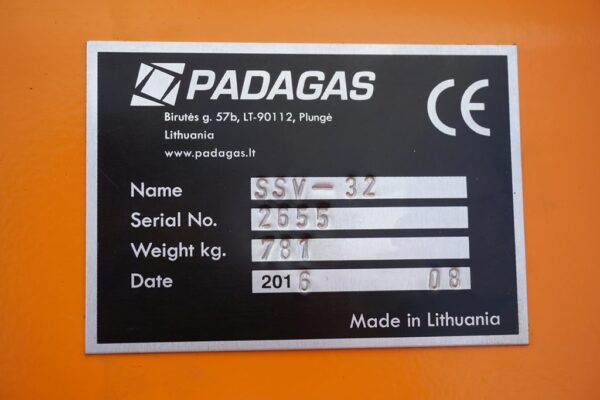 PADAGAS
CE
Birutės g. 57b, LT-90112, Plungė
Lithuania
www.padagas.lt
Name SSV-32
Serial No. 2655
Weight kg. 781
Date 2016 08
Made in Lithuania